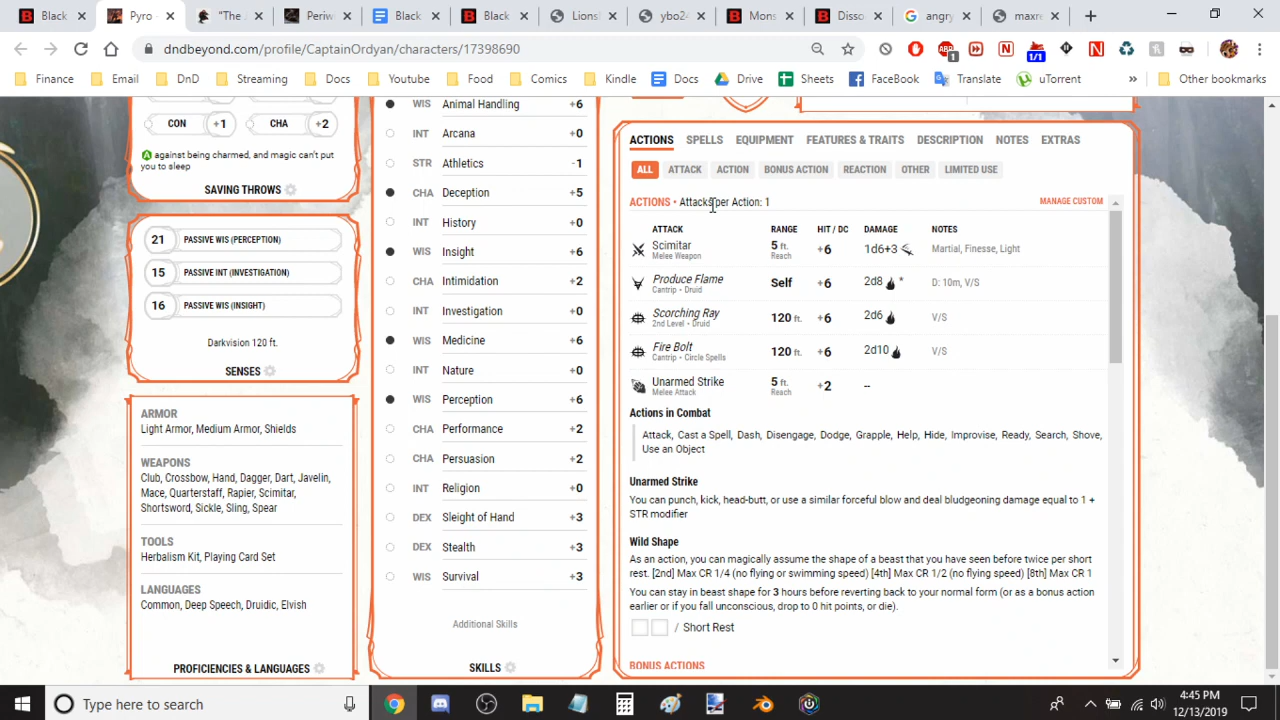 Black
Pyro -
"The
Periw
Black
Black
Lionsl
ybo24
Mons
Disso
angry
maxre
dndbeyond.com/profile/CaptainOrdyan/characters/17398690
Finance
Email
DnD
Streaming
Docs
Youtube
Food
Comics
Kindle
Docs
Drive
Sheets
FaceBook
Translate
uTorrent
»
Other bookmarks
CON +1 CHA +2
against being charmed, and magic can't put
you to sleep
SAVING THROWS
21 PASSIVE WIS (PERCEPTION)
15 PASSIVE INT (INVESTIGATION)
16 PASSIVE WIS (INSIGHT)
Darkvision 120 ft.
SENSES
ARMOR
Light Armor, Medium Armor, Shields
WEAPONS
Club, Crossbow, Hand, Dagger, Dart, Javelin,
Mace, Quarterstaff, Rapier, Scimitar,
Shortsword, Sickle, Sling, Spear
TOOLS
Herbalism Kit, Playing Card Set
LANGUAGES
Common, Deep Speech, Druidic, Elvish
PROFICIENCIES & LANGUAGES
WIS Animal Handling +6
INT Arcana +0
STR Athletics -1
CHA Deception +5
INT History +0
WIS Insight +6
CHA Intimidation +2
INT Investigation +0
WIS Medicine +6
INT Nature +0
WIS Perception +6
CHA Performance +2
CHA Persuasion +2
INT Religion +0
DEX Sleight of Hand +3
DEX Stealth +3
WIS Survival +3
Additional Skills
SKILLS
ACTIONS SPELLS EQUIPMENT FEATURES & TRAITS DESCRIPTION NOTES EXTRAS
ALL ATTACK ACTION BONUS ACTION REACTION OTHER LIMITED USE
ACTIONS • Attacks per Action: 1 MANAGE CUSTOM
ATTACK RANGE HIT / DC DAMAGE NOTES
Scimitar 5 ft. +6 1d6+3 Martial, Finesse, Light
Melee Weapon Reach
Produce Flame Self +6 2d8 * D: 10m, V/S
Cantrip • Druid
Scorching Ray 120 ft. +6 2d6 V/S
2nd Level • Druid
Fire Bolt 120 ft. +6 2d10 V/S
Cantrip • Circle Spells
Unarmed Strike 5 ft. +2 --
Melee Attack Reach
Actions in Combat
Attack, Cast a Spell, Dash, Disengage, Dodge, Grapple, Help, Hide, Improvise, Ready, Search, Shove,
Use an Object
Unarmed Strike
You can punch, kick, head-butt, or use a similar forceful blow and deal bludgeoning damage equal to 1 +
STR modifier
Wild Shape
As an action, you can magically assume the shape of a beast that you have seen before twice per short
rest. [2nd] Max CR 1/4 (no flying or swimming speed) [4th] Max CR 1/2 (no flying speed) [8th] Max CR 1
You can stay in beast shape for 3 hours before reverting back to your normal form (or as a bonus action
earlier or if you fall unconscious, drop to 0 hit points, or die).
/ Short Rest
BONUS ACTIONS
Type here to search
4:45 PM
12/13/2019